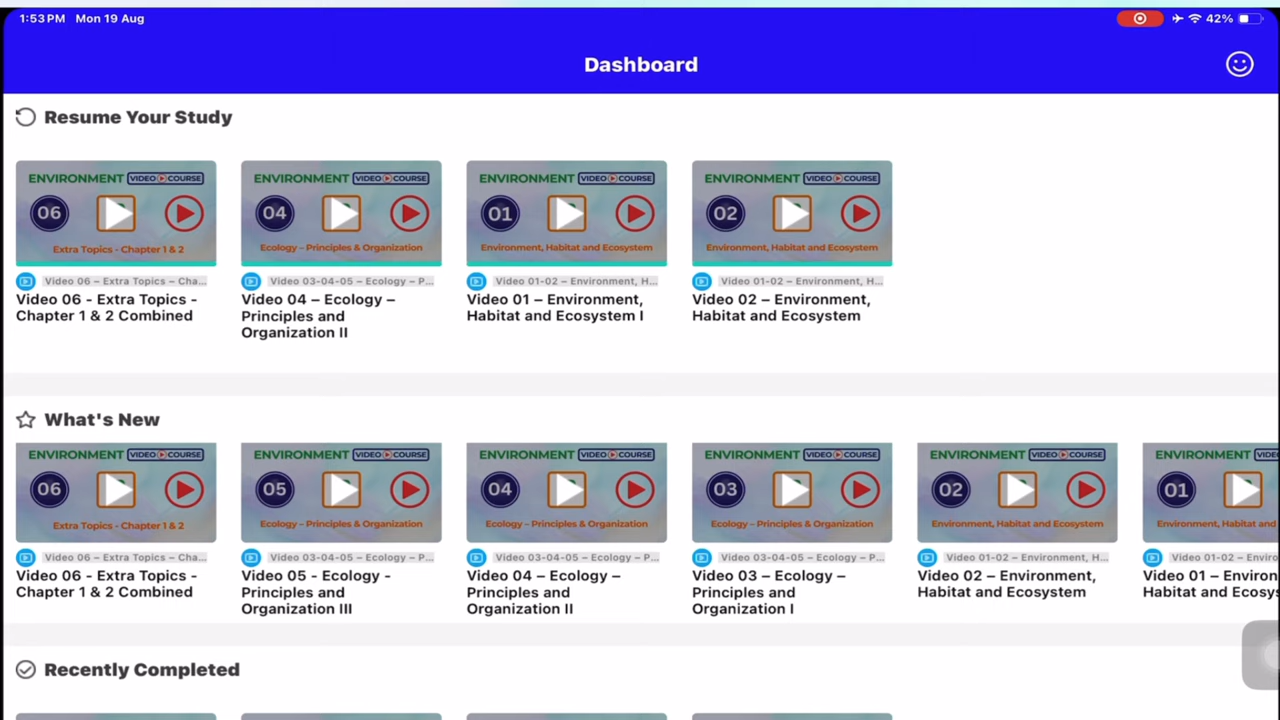 1:53 PM Mon 19 Aug
42%
Dashboard
Resume Your Study
ENVIRONMENT VIDEO COURSE
06
Extra Topics - Chapter 1 & 2
Video 06 – Extra Topics – Cha...
Video 06 - Extra Topics -
Chapter 1 & 2 Combined
ENVIRONMENT VIDEO COURSE
04
Ecology – Principles & Organization
Video 03-04-05 – Ecology – P...
Video 04 – Ecology –
Principles and
Organization II
ENVIRONMENT VIDEO COURSE
01
Environment, Habitat and Ecosystem
Video 01-02 – Environment, H...
Video 01 – Environment,
Habitat and Ecosystem I
ENVIRONMENT VIDEO COURSE
02
Environment, Habitat and Ecosystem
Video 01-02 – Environment, H...
Video 02 – Environment,
Habitat and Ecosystem
What's New
ENVIRONMENT VIDEO COURSE
06
Extra Topics - Chapter 1 & 2
Video 06 – Extra Topics – Cha...
Video 06 - Extra Topics -
Chapter 1 & 2 Combined
ENVIRONMENT VIDEO COURSE
05
Ecology – Principles & Organization
Video 03-04-05 – Ecology – P...
Video 05 - Ecology -
Principles and
Organization III
ENVIRONMENT VIDEO COURSE
04
Ecology – Principles & Organization
Video 03-04-05 – Ecology – P...
Video 04 – Ecology –
Principles and
Organization II
ENVIRONMENT VIDEO COURSE
03
Ecology – Principles & Organization
Video 03-04-05 – Ecology – P...
Video 03 – Ecology –
Principles and
Organization I
ENVIRONMENT VIDEO COURSE
02
Environment, Habitat and Ecosystem
Video 01-02 – Environment, H...
Video 02 – Environment,
Habitat and Ecosystem
ENVIRONMENT VIDEO
01
Environment, Habitat and
Video 01-02 – Enviro
Video 01 – Environ
Habitat and Ecosys
Recently Completed